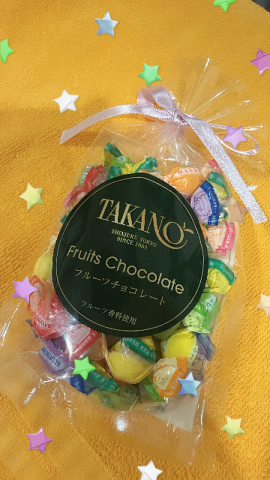 TAKANO
SHINJUKU TOKYO
SINCE 1885
Fruits Chocolate
フルーツチョコレート
フルーツ香料使用